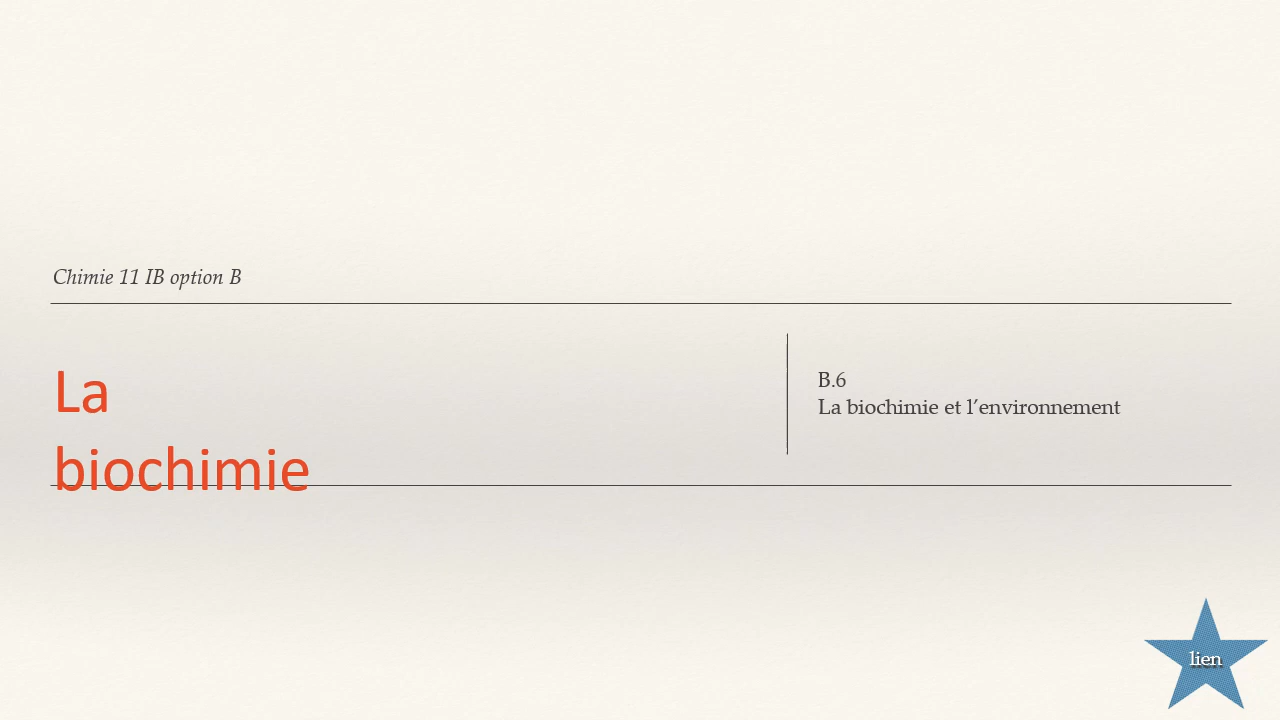 Chimie 11 IB option B
La
biochimie
B.6
La biochimie et l’environnement
lien